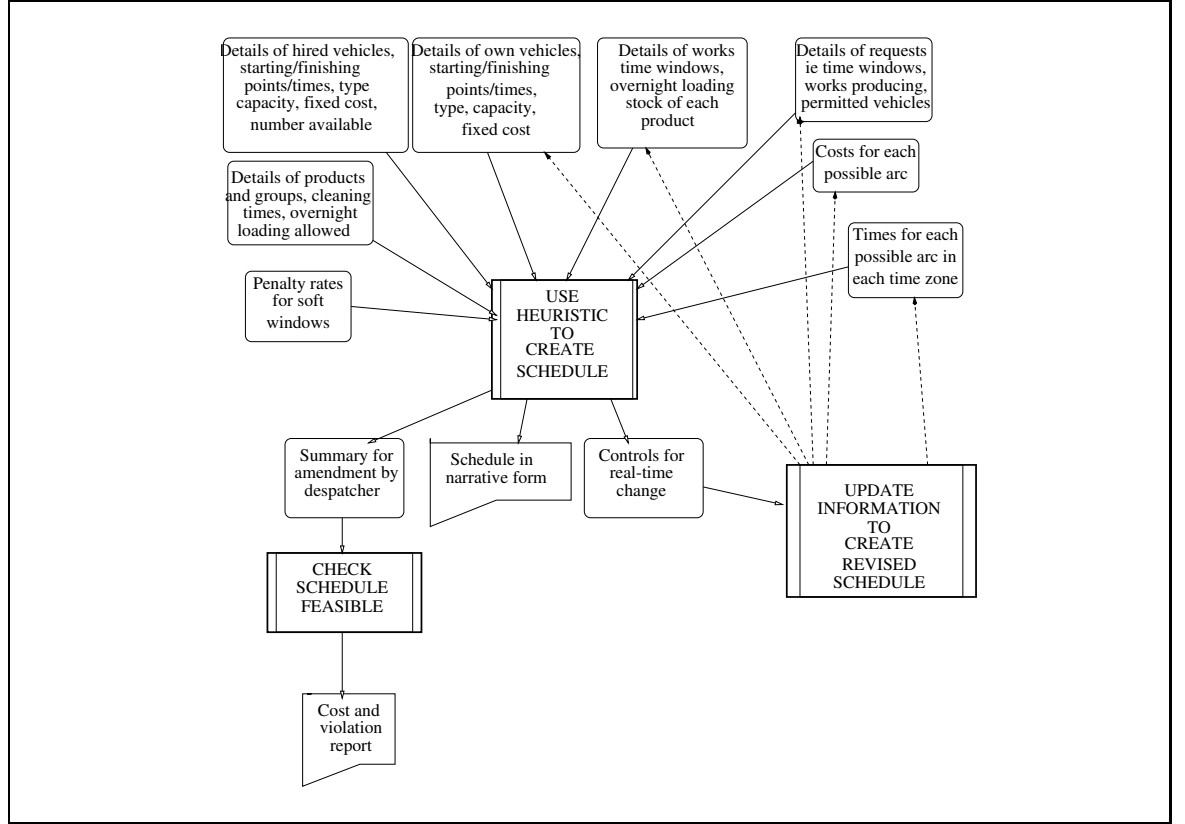 Details of hired vehicles,
starting/finishing
points/times, type
capacity, fixed cost,
number available
Details of own vehicles,
starting/finishing
points/times,
type, capacity,
fixed cost
Details of works
time windows,
overnight loading
stock of each
product
Details of requests
ie time windows,
works producing,
permitted vehicles
Costs for each
possible arc
Details of products
and groups, cleaning
times, overnight
loading allowed
Times for each
possible arc in
each time zone
Penalty rates
for soft
windows
USE
HEURISTIC
TO
CREATE
SCHEDULE
Summary for
amendment by
despatcher
Schedule in
narrative form
Controls for
real-time
change
UPDATE
INFORMATION
TO
CREATE
REVISED
SCHEDULE
CHECK
SCHEDULE
FEASIBLE
Cost and
violation
report